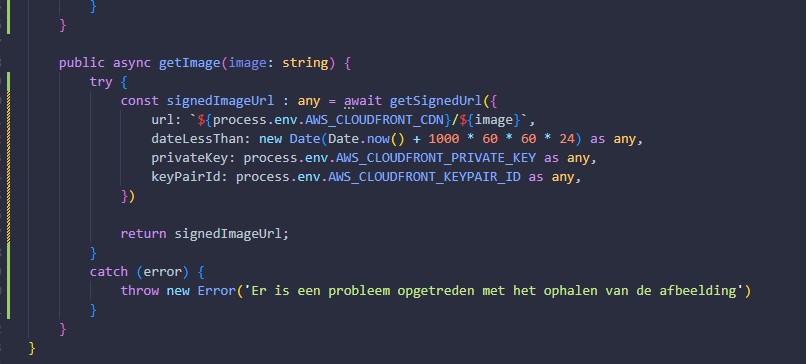 }
}
public async getImage(image: string) {
try {
const signedImageUrl : any = await getSignedUrl({
url: `${process.env.AWS_CLOUDFRONT_CDN}/${image}`,
dateLessThan: new Date(Date.now() + 1000 * 60 * 60 * 24) as any,
privateKey: process.env.AWS_CLOUDFRONT_PRIVATE_KEY as any,
keyPairId: process.env.AWS_CLOUDFRONT_KEYPAIR_ID as any,
})
return signedImageUrl;
}
catch (error) {
throw new Error('Er is een probleem opgetreden met het ophalen van de afbeelding')
}
}
}